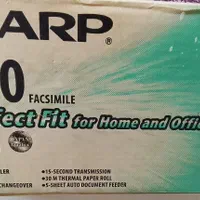 ARP®
0 FACSIMILE
fect Fit for Home and Offi
LER
•15-SECOND TRANSMISSION
•30 M THERMAL PAPER ROLL
CHANGEOVER
•5-SHEET AUTO DOCUMENT FEEDER